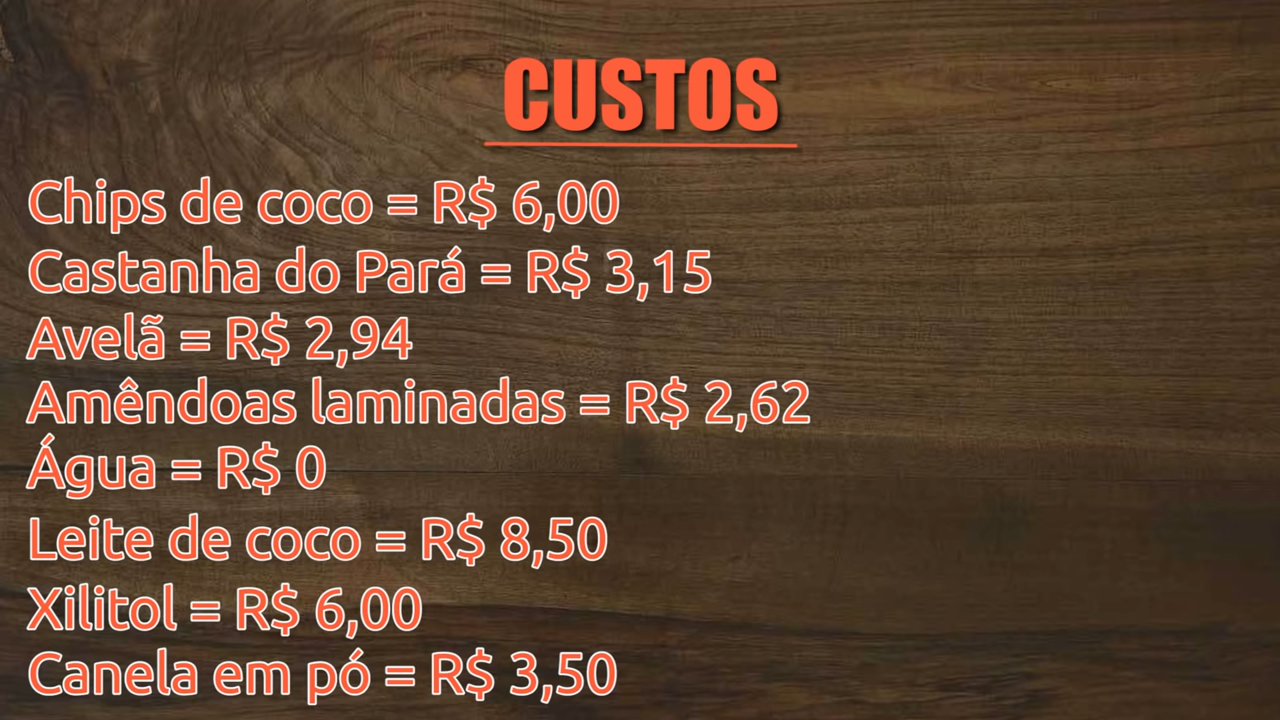 CUSTOS
Chips de coco = R$ 6,00
Castanha do Pará = R$ 3,15
Avelã = R$ 2,94
Amêndoas laminadas = R$ 2,62
Água = R$ 0
Leite de coco = R$ 8,50
Xilitol = R$ 6,00
Canela em pó = R$ 3,50